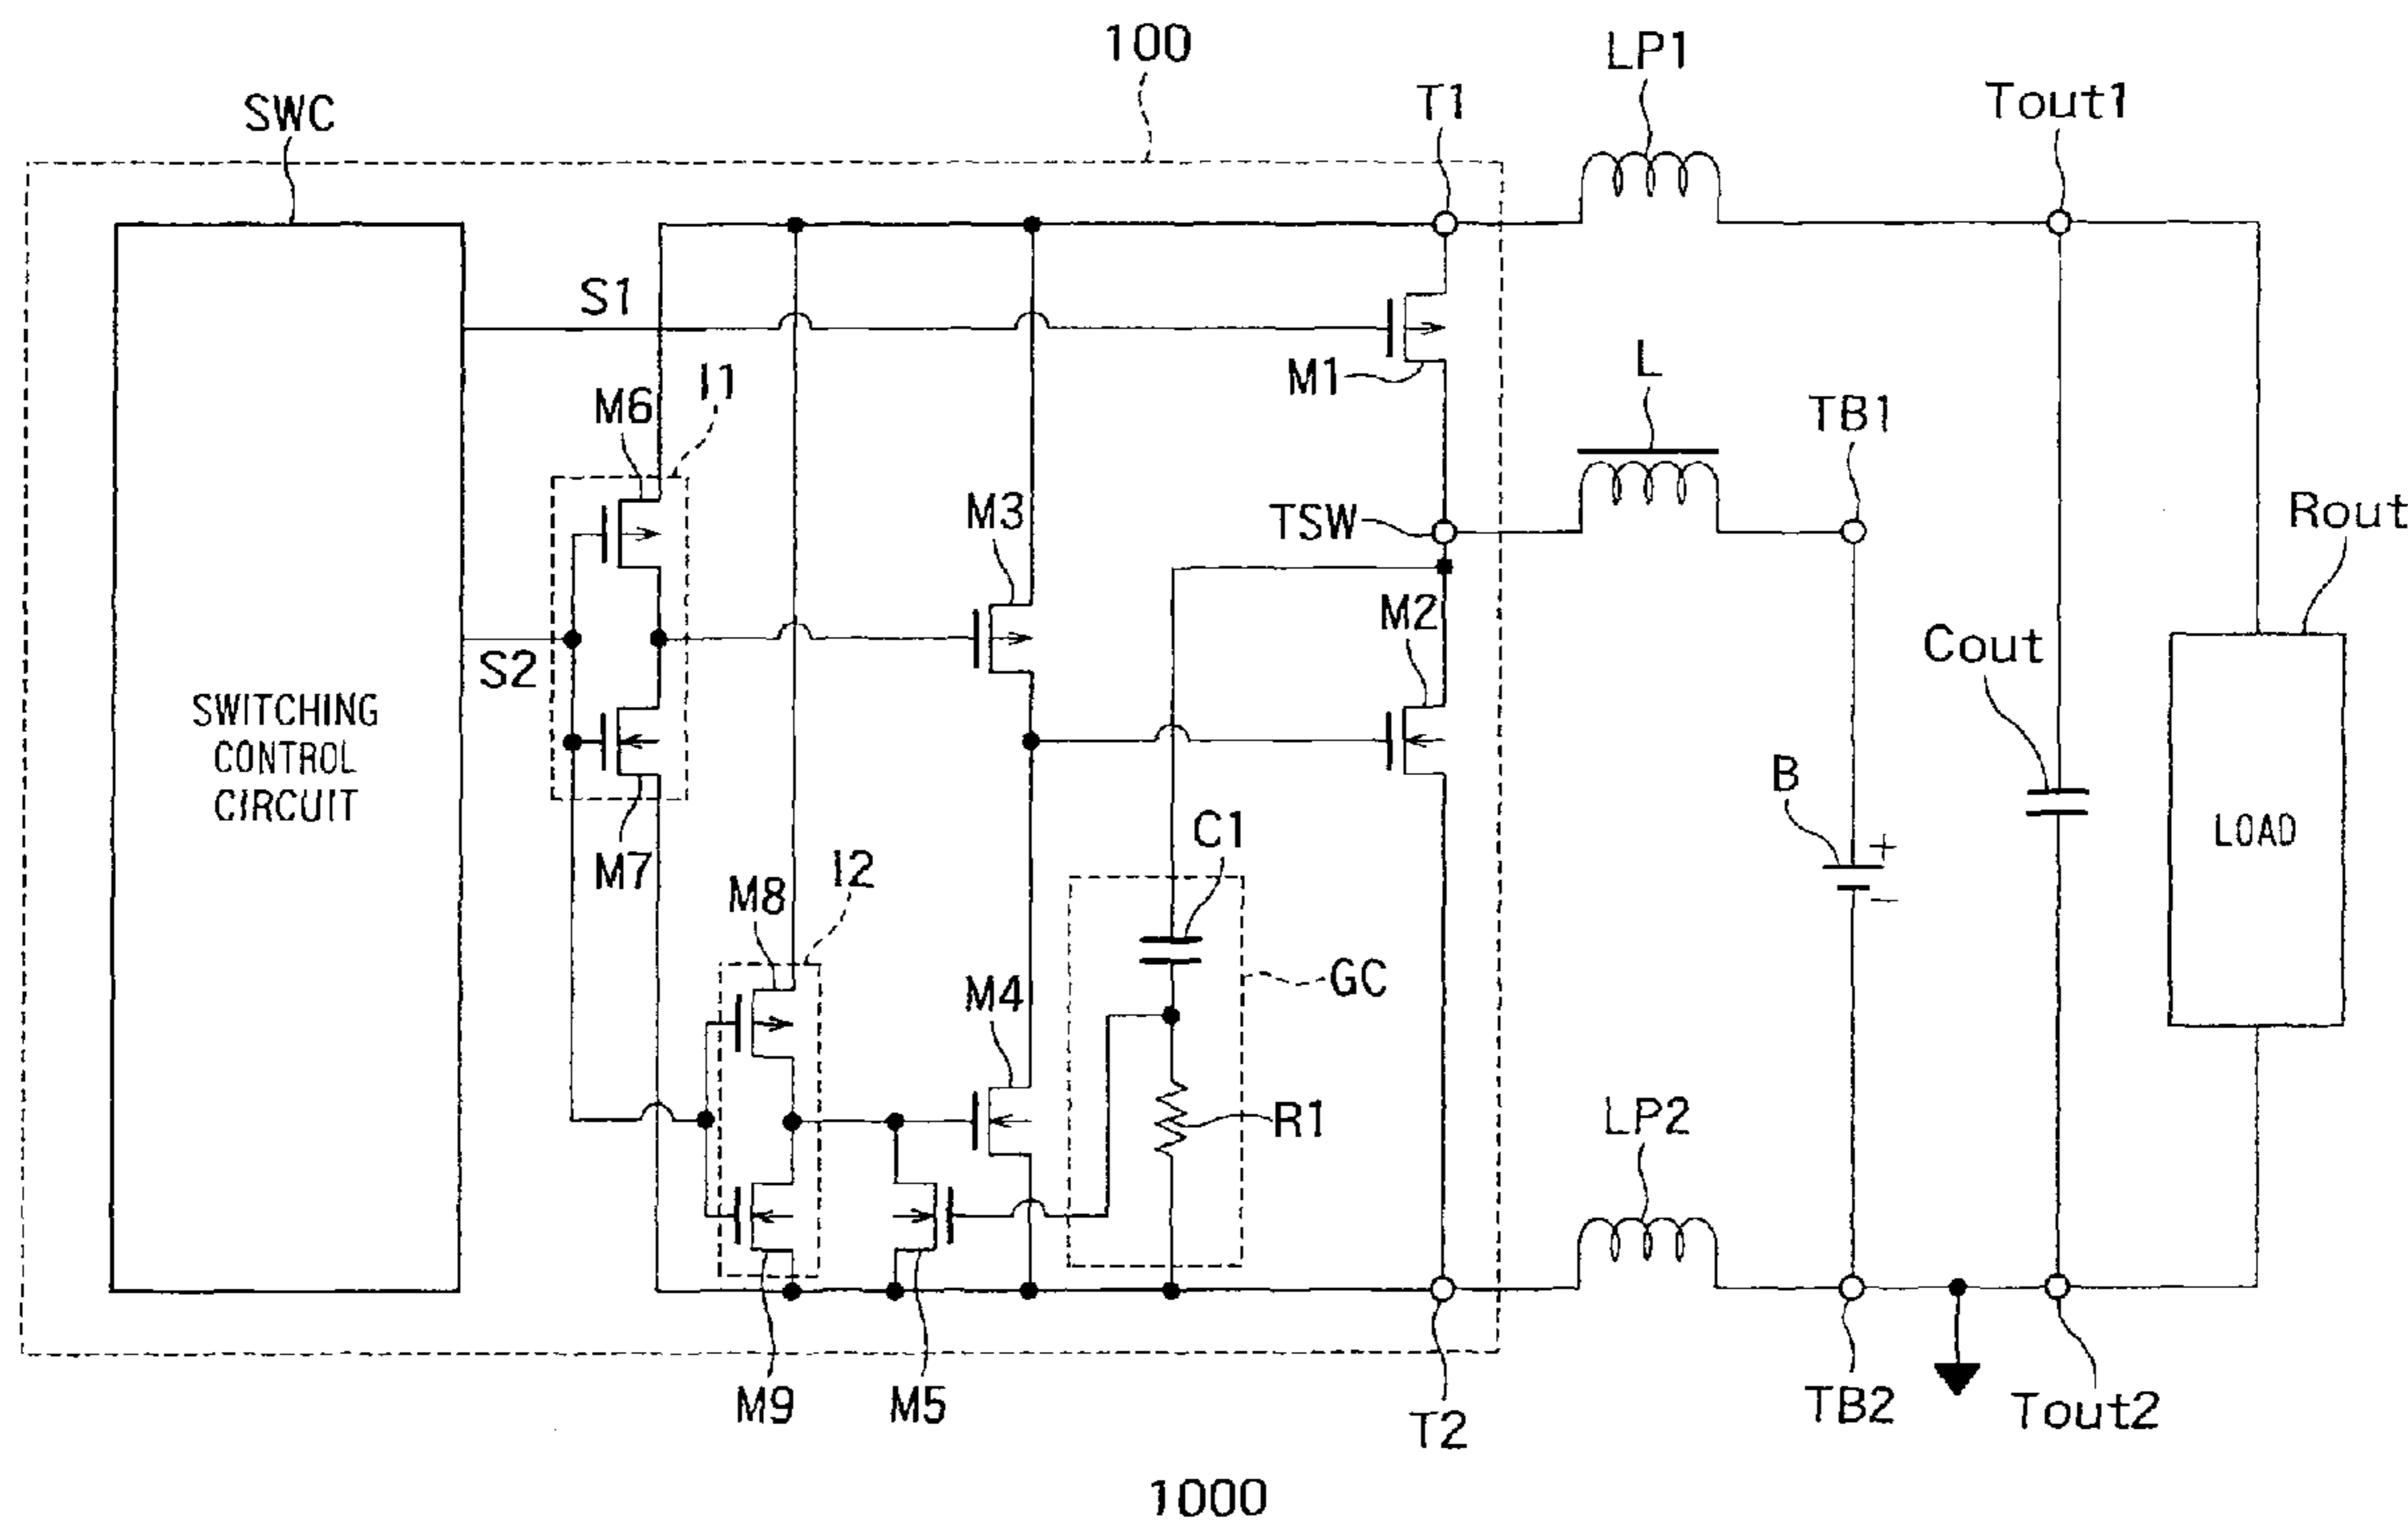 100
LP1
T1
Tout1
SWC
S1
M1
L
I1
M6
TB1
M3
TSW
Rout
M2
S2
Cout
SWITCHING
CONTROL
CIRCUIT
B
+
−
LOAD
C1
M7
I2
M8
GC
M4
R1
LP2
M9
M5
T2
TB2
Tout2
1000